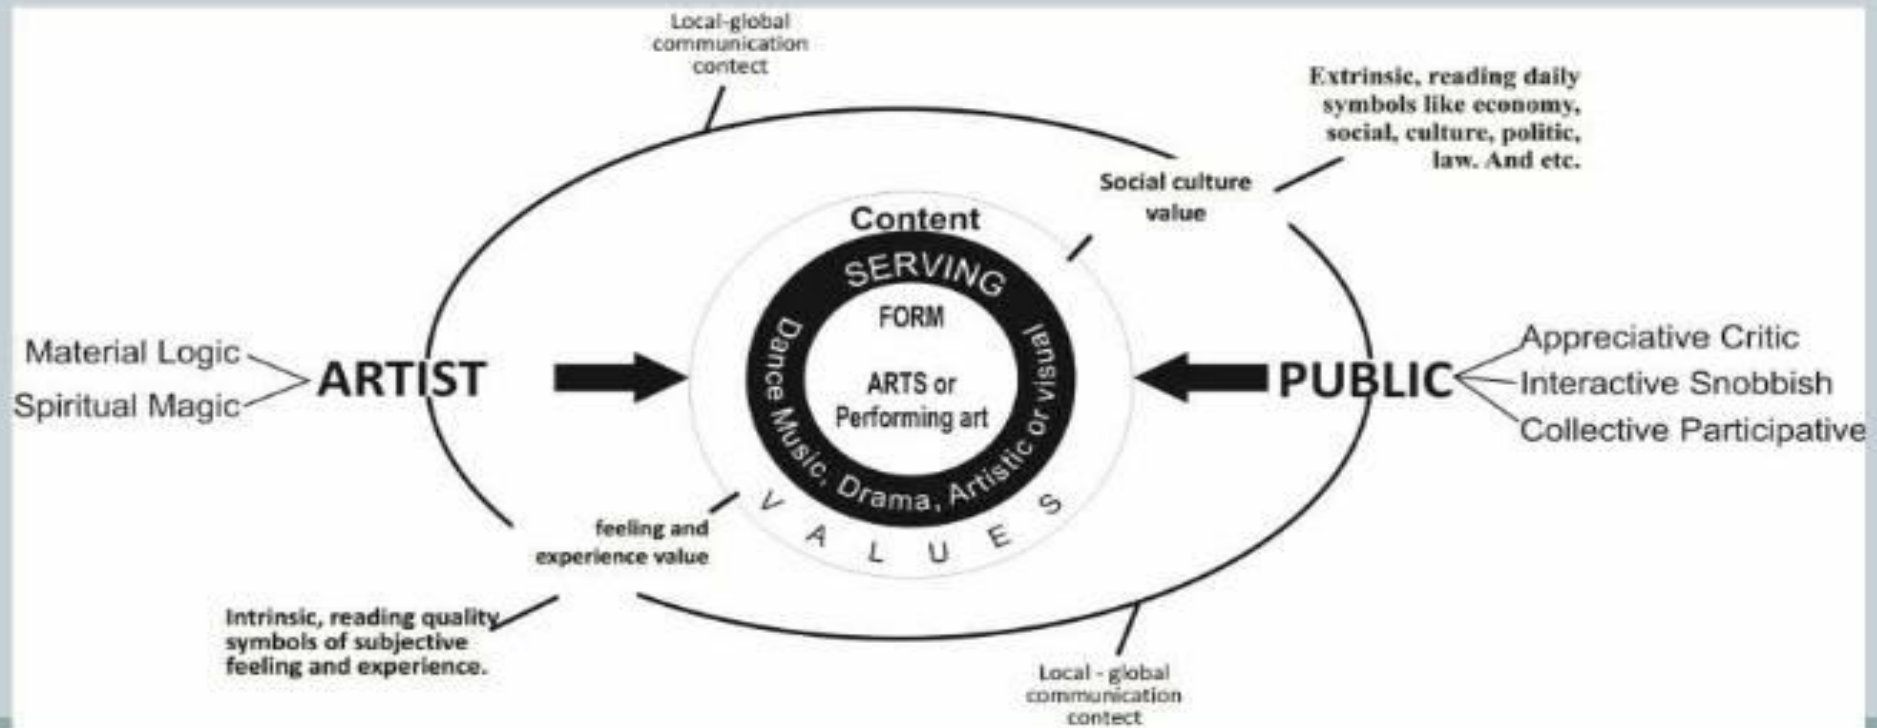 Local-global
communication
contect
Extrinsic, reading daily
symbols like economy,
social, culture, politic,
law. And etc.
Social culture
value
Content
SERVING
FORM
ARTS or
Performing art
Dance Music, Drama, Artistic or visual
VALUES
Material Logic
Spiritual Magic
ARTIST
PUBLIC
Appreciative Critic
Interactive Snobbish
Collective Participative
feeling and
experience value
Intrinsic, reading quality
symbols of subjective
feeling and experience.
Local - global
communication
contect